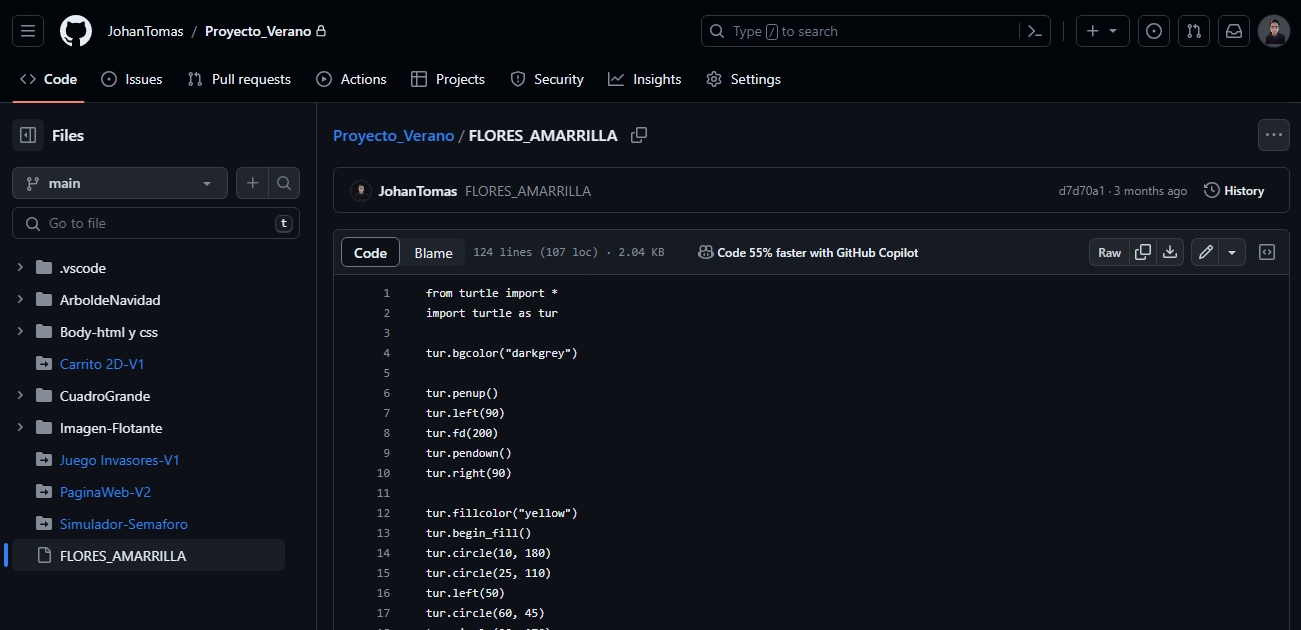 JohanTomas / Proyecto_Verano
Type / to search
Code
Issues
Pull requests
Actions
Projects
Security
Insights
Settings
Files
main
Go to file
t
.vscode
ArboldeNavidad
Body-html y css
Carrito 2D-V1
CuadroGrande
Imagen-Flotante
Juego Invasores-V1
PaginaWeb-V2
Simulador-Semaforo
FLORES_AMARRILLA
Proyecto_Verano / FLORES_AMARRILLA
JohanTomas FLORES_AMARRILLA
d7d70a1 · 3 months ago
History
Code
Blame
124 lines (107 loc) · 2.04 KB
Code 55% faster with GitHub Copilot
Raw
1 from turtle import *
2 import turtle as tur
3
4 tur.bgcolor("darkgrey")
5
6 tur.penup()
7 tur.left(90)
8 tur.fd(200)
9 tur.pendown()
10 tur.right(90)
11
12 tur.fillcolor("yellow")
13 tur.begin_fill()
14 tur.circle(10, 180)
15 tur.circle(25, 110)
16 tur.left(50)
17 tur.circle(60, 45)